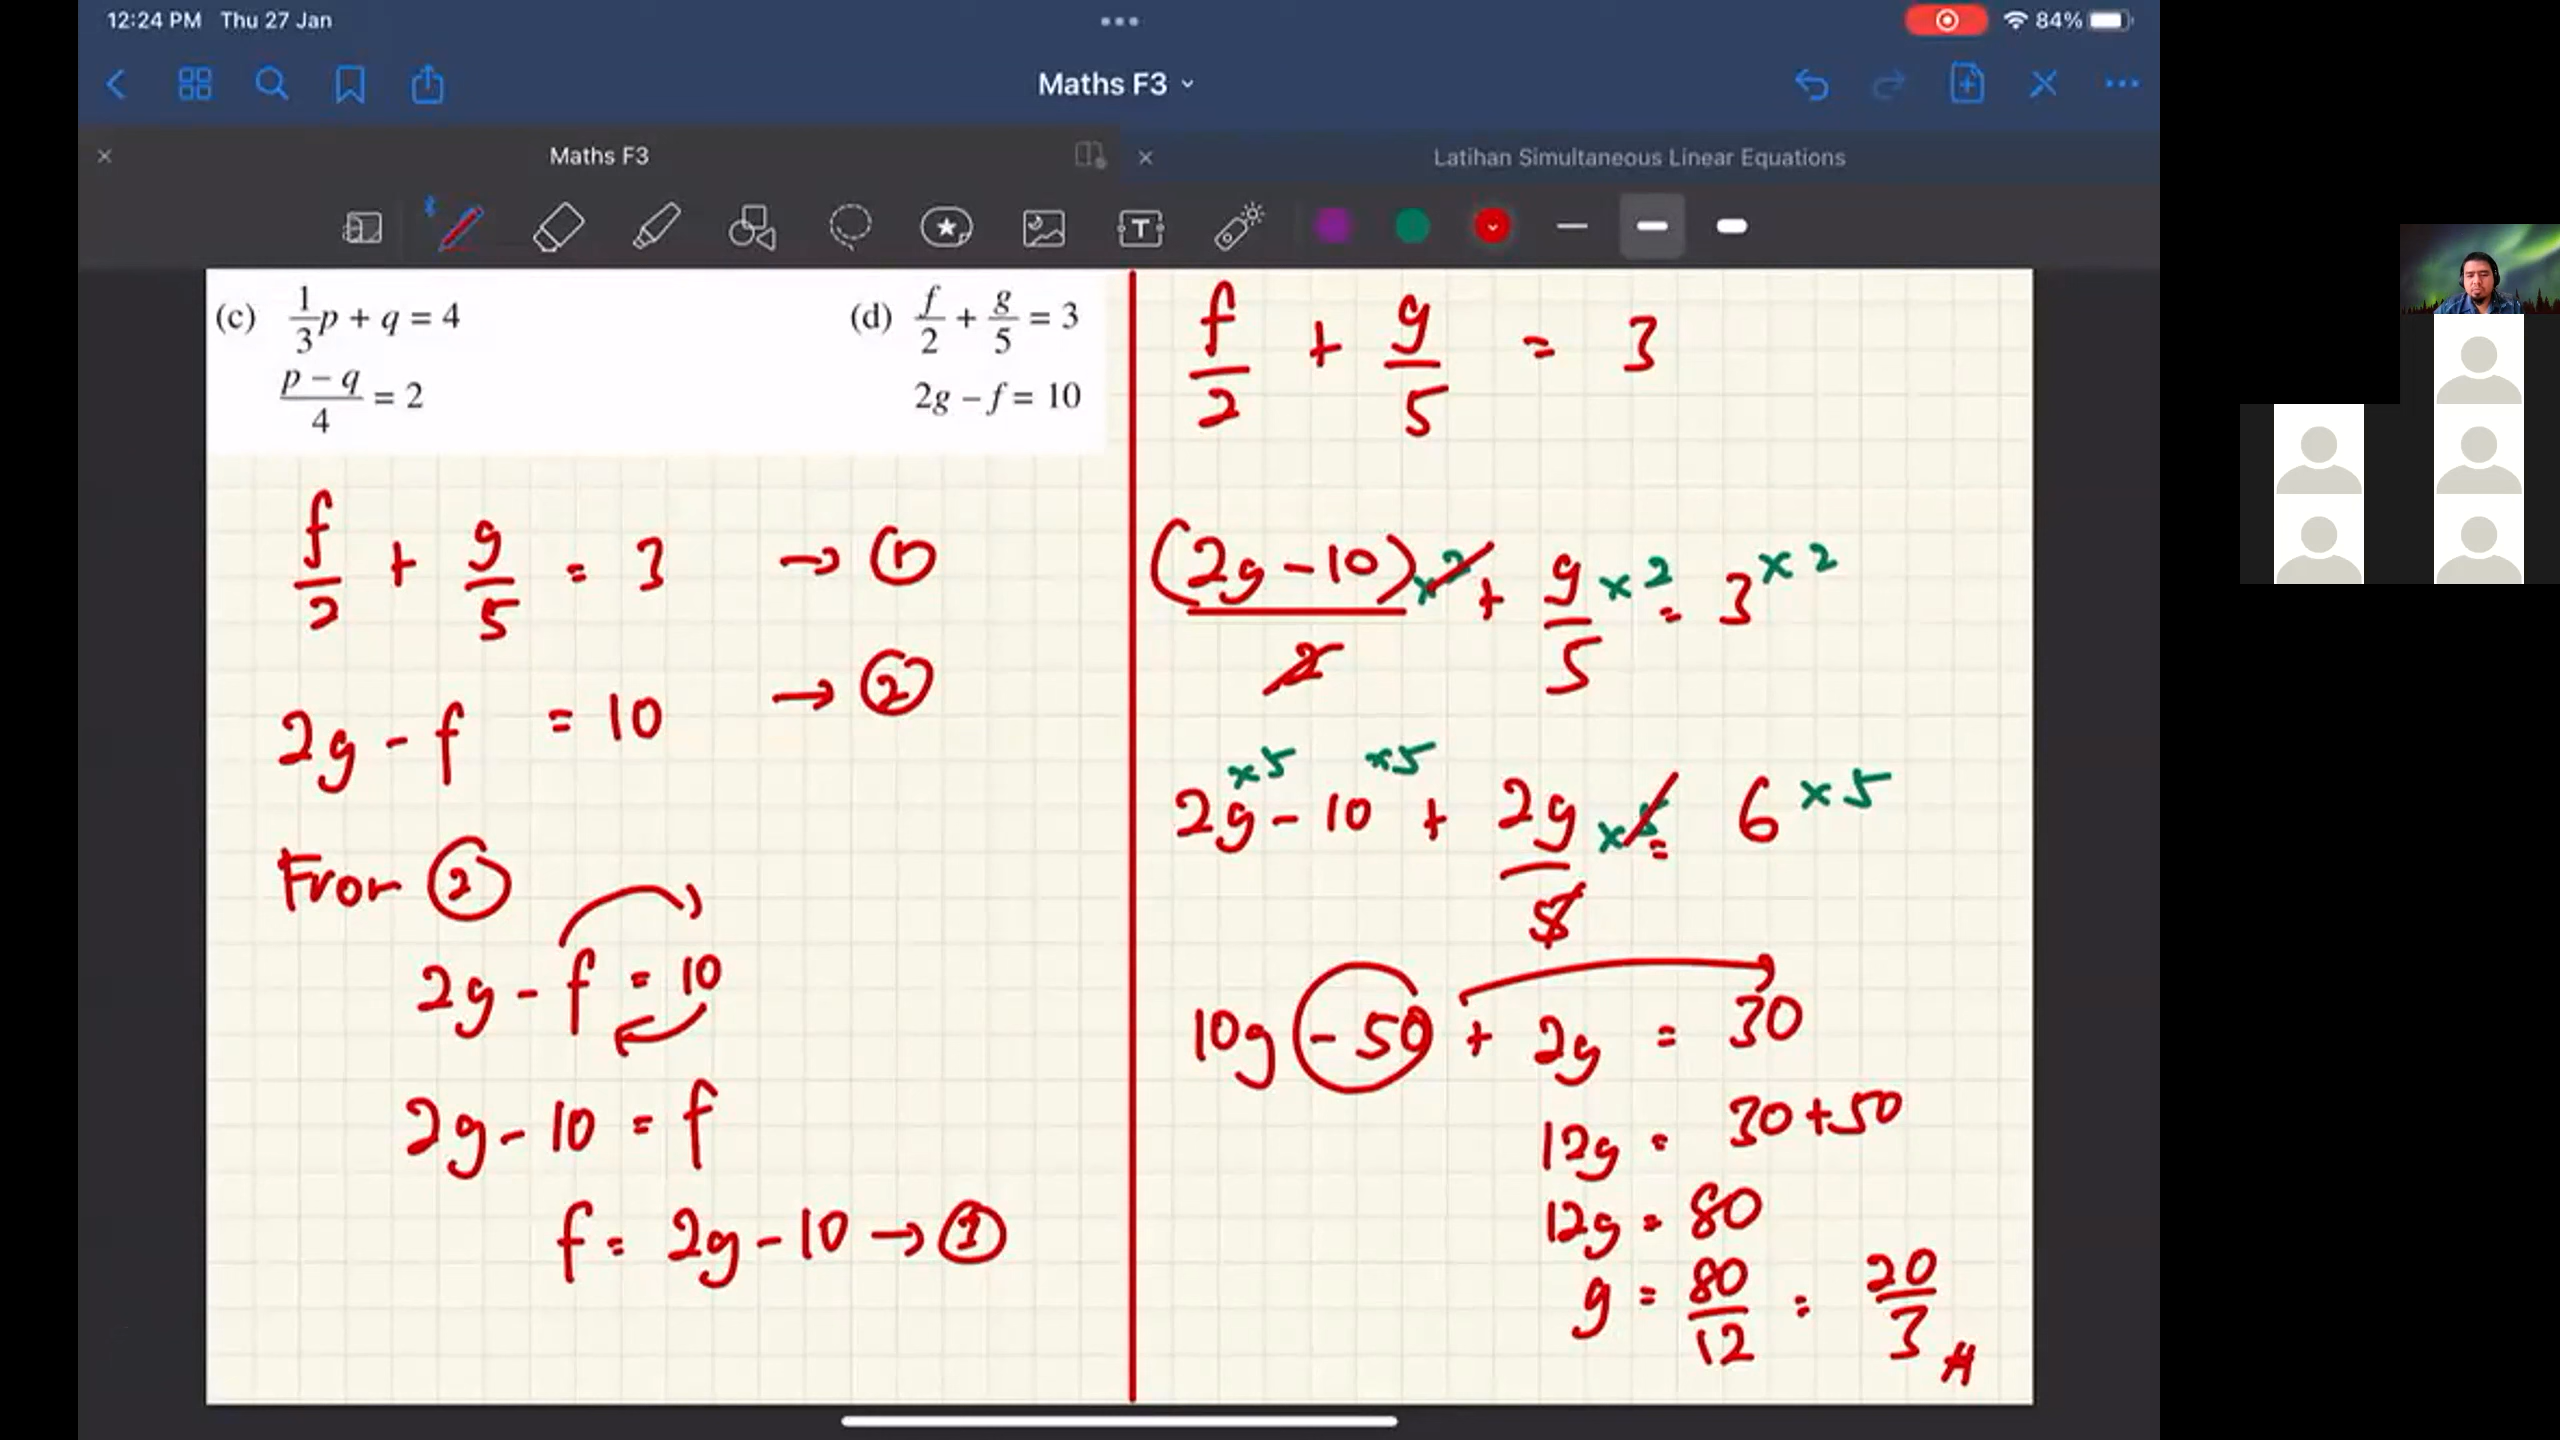 12:24 PM Thu 27 Jan
84%
Maths F3
Maths F3
Latihan Simultaneous Linear Equations
(c) 1/3 p + q = 4
(p − q)/4 = 2
(d) f/2 + g/5 = 3
2g − f = 10
f/2 + g/5 = 3 → ①
2g - f = 10 → ②
From ②
2g - f = 10
2g - 10 = f
f = 2g - 10 → ③
f/2 + g/5 = 3
(2g - 10)/2 ×2 + g/5 ×2 = 3 ×2
2g ×5 - 10 ×5 + 2g/5 ×5 = 6 ×5
10g - 50 + 2g = 30
12g = 30 + 50
12g = 80
g = 80/12 = 20/3